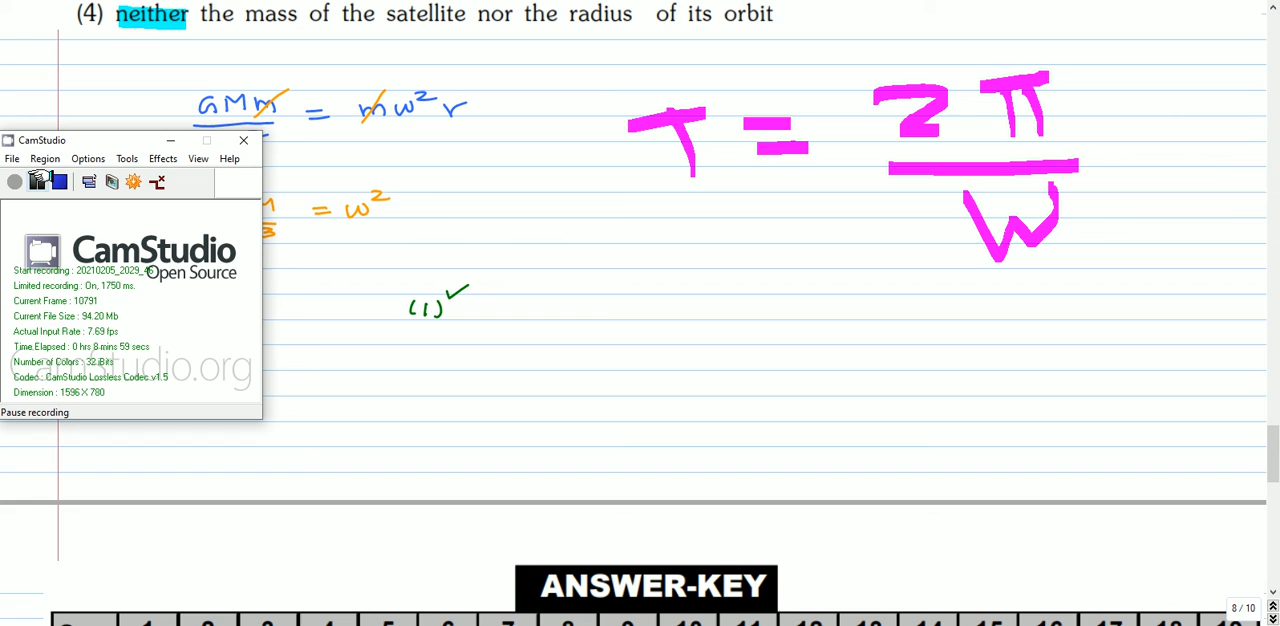 (4) neither the mass of the satellite nor the radius of its orbit
GMm = mω² r
T = 2π
ω
CamStudio
File Region Options Tools Effects View Help
= ω²
CamStudio
Open Source
Start recording : 20210205_2029_
Limited recording : On, 1750 ms.
Current Frame : 10791
Current File Size : 94.20 Mb
(1) ✓
Actual Input Rate : 7.69 fps
Time Elapsed : 0 hrs 8 mins 59 secs
Number of Colors : 32 Bits
CamStudio.org
Codec : CamStudio Lossless Codec v1.5
Dimension : 1596 X 780
Pause recording
ANSWER-KEY
8 / 10